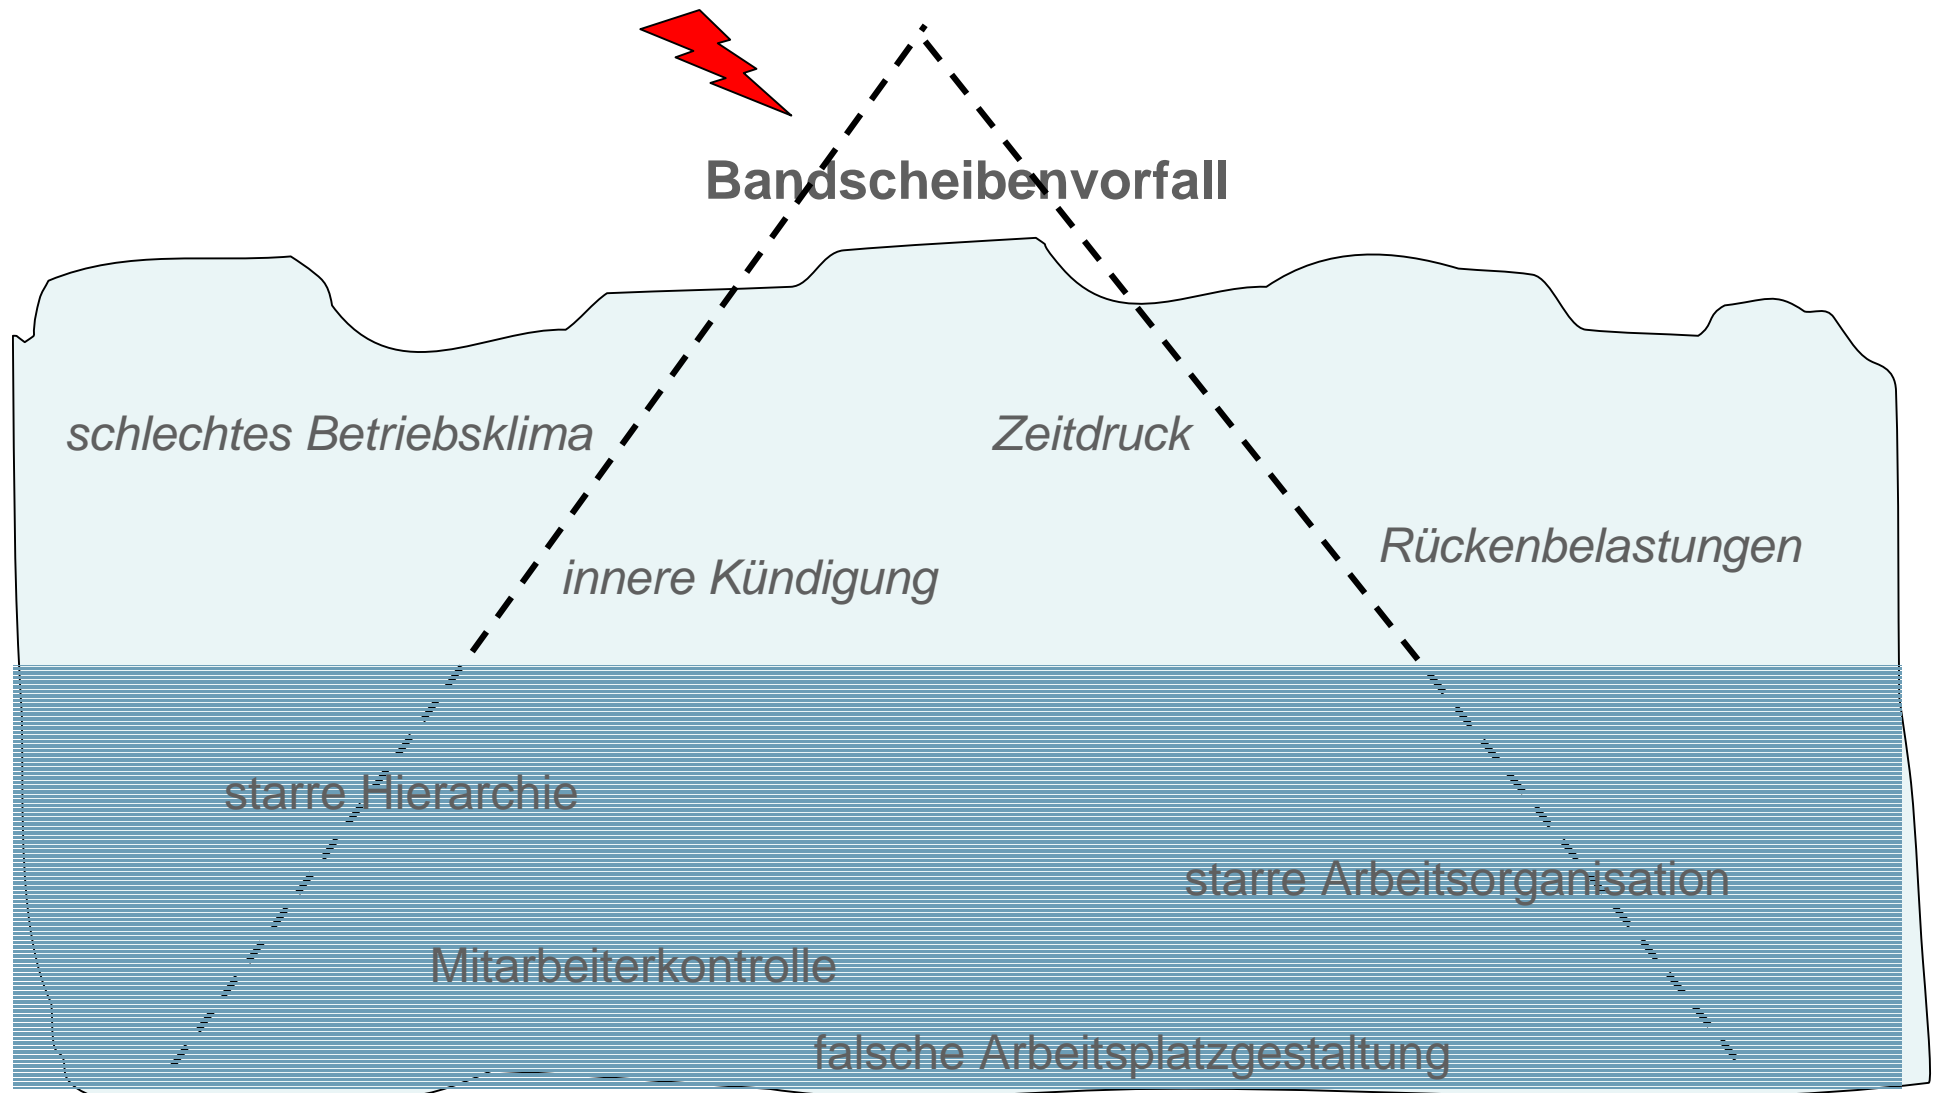 Bandscheibenvorfall
schlechtes Betriebsklima
Zeitdruck
Rückenbelastungen
innere Kündigung
starre Hierarchie
starre Arbeitsorganisation
Mitarbeiterkontrolle
falsche Arbeitsplatzgestaltung